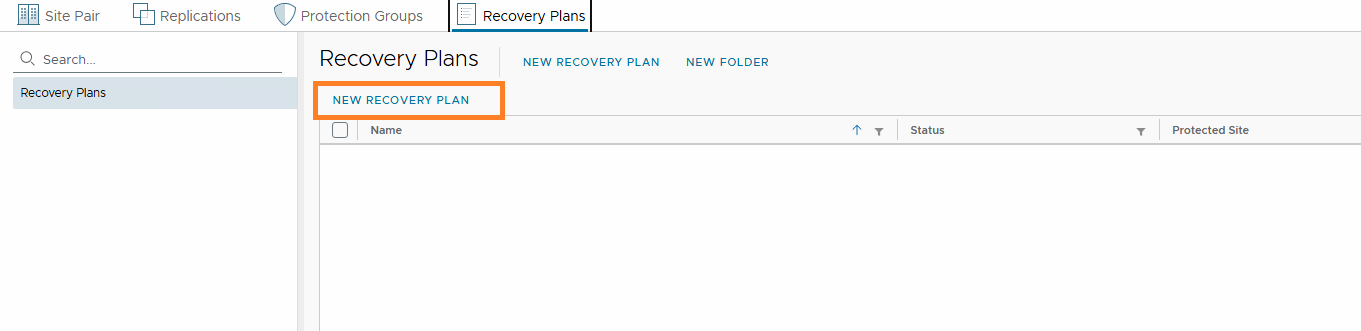 Site Pair Replications Protection Groups Recovery Plans
Search...
Recovery Plans
Recovery Plans NEW RECOVERY PLAN NEW FOLDER
NEW RECOVERY PLAN
Name Status Protected Site